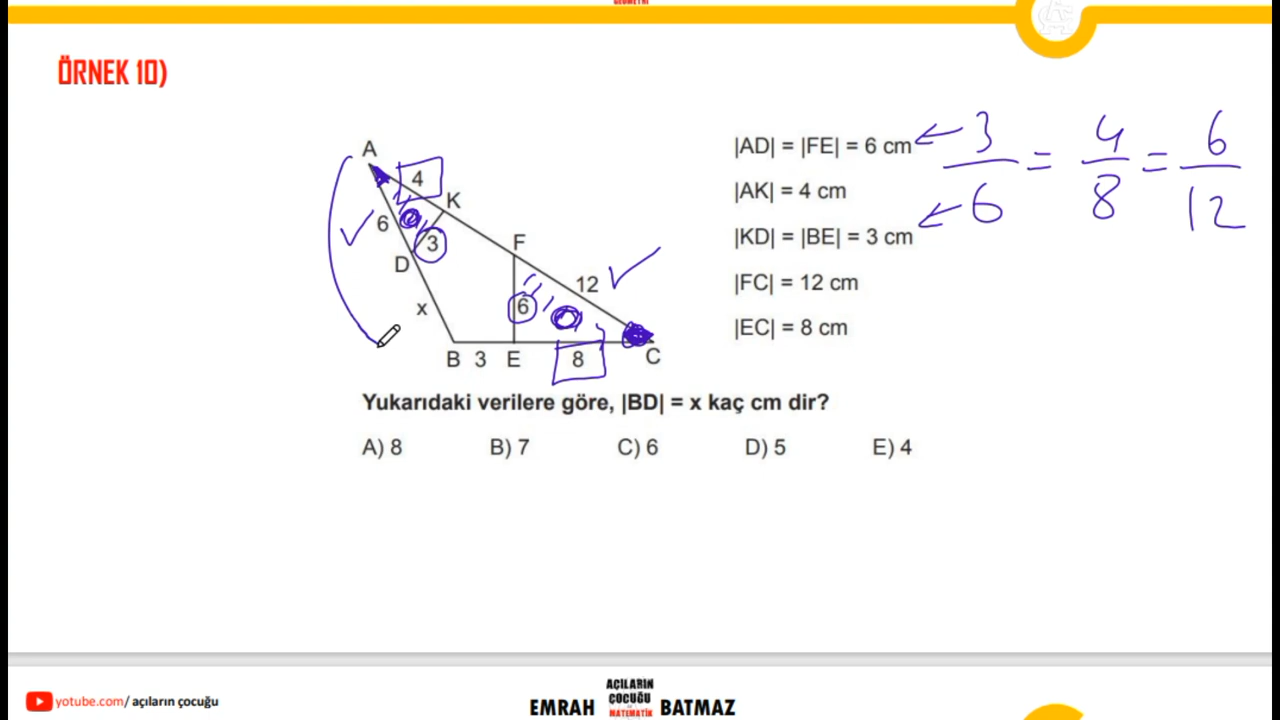 GEOMETRİ
ÖRNEK 10)
A
4
K
6
3
D
F
12
x
6
B 3 E 8 C
|AD| = |FE| = 6 cm
|AK| = 4 cm
|KD| = |BE| = 3 cm
|FC| = 12 cm
|EC| = 8 cm
3/6 = 4/8 = 6/12
Yukarıdaki verilere göre, |BD| = x kaç cm dir?
A) 8 B) 7 C) 6 D) 5 E) 4
yotube.com/ açıların çocuğu
EMRAH
AÇILARIN
ÇOCUĞU
MATEMATİK
BATMAZ